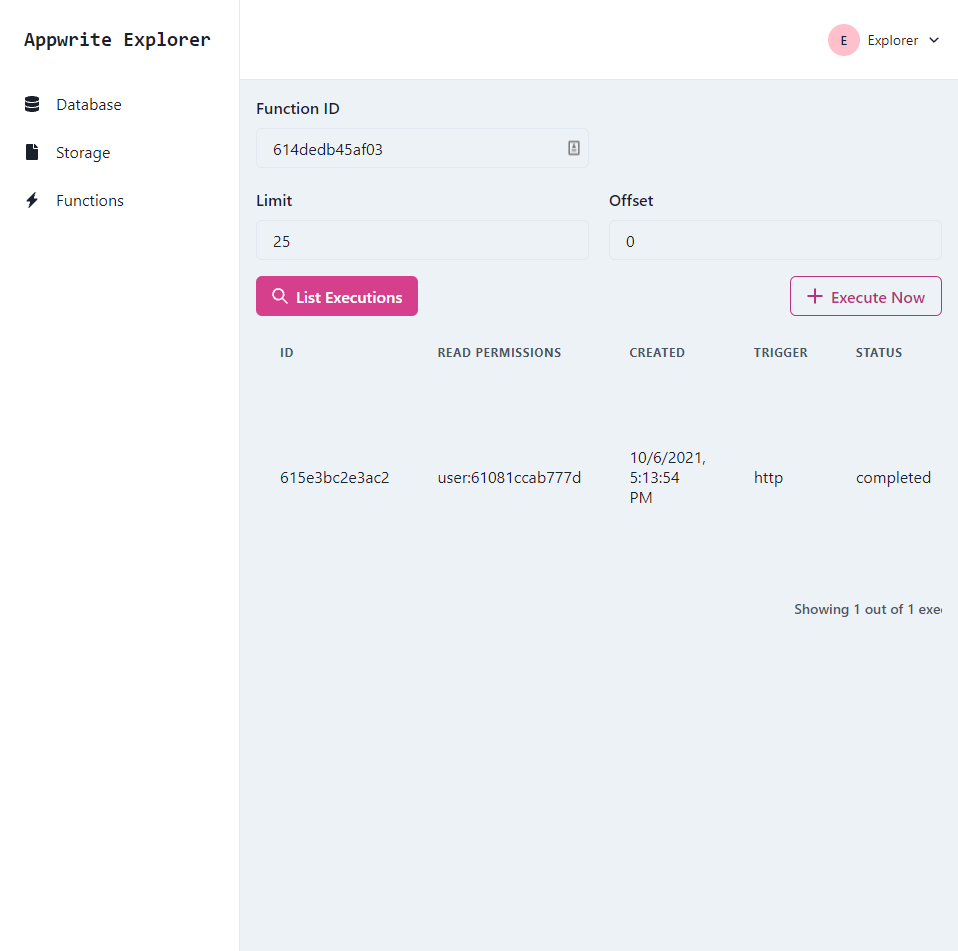 Appwrite Explorer
E Explorer
Database
Storage
Functions
Function ID
614dedb45af03
Limit Offset
25 0
List Executions Execute Now
ID READ PERMISSIONS CREATED TRIGGER STATUS
615e3bc2e3ac2 user:61081ccab777d 10/6/2021, 5:13:54 PM http completed
Showing 1 out of 1 exe